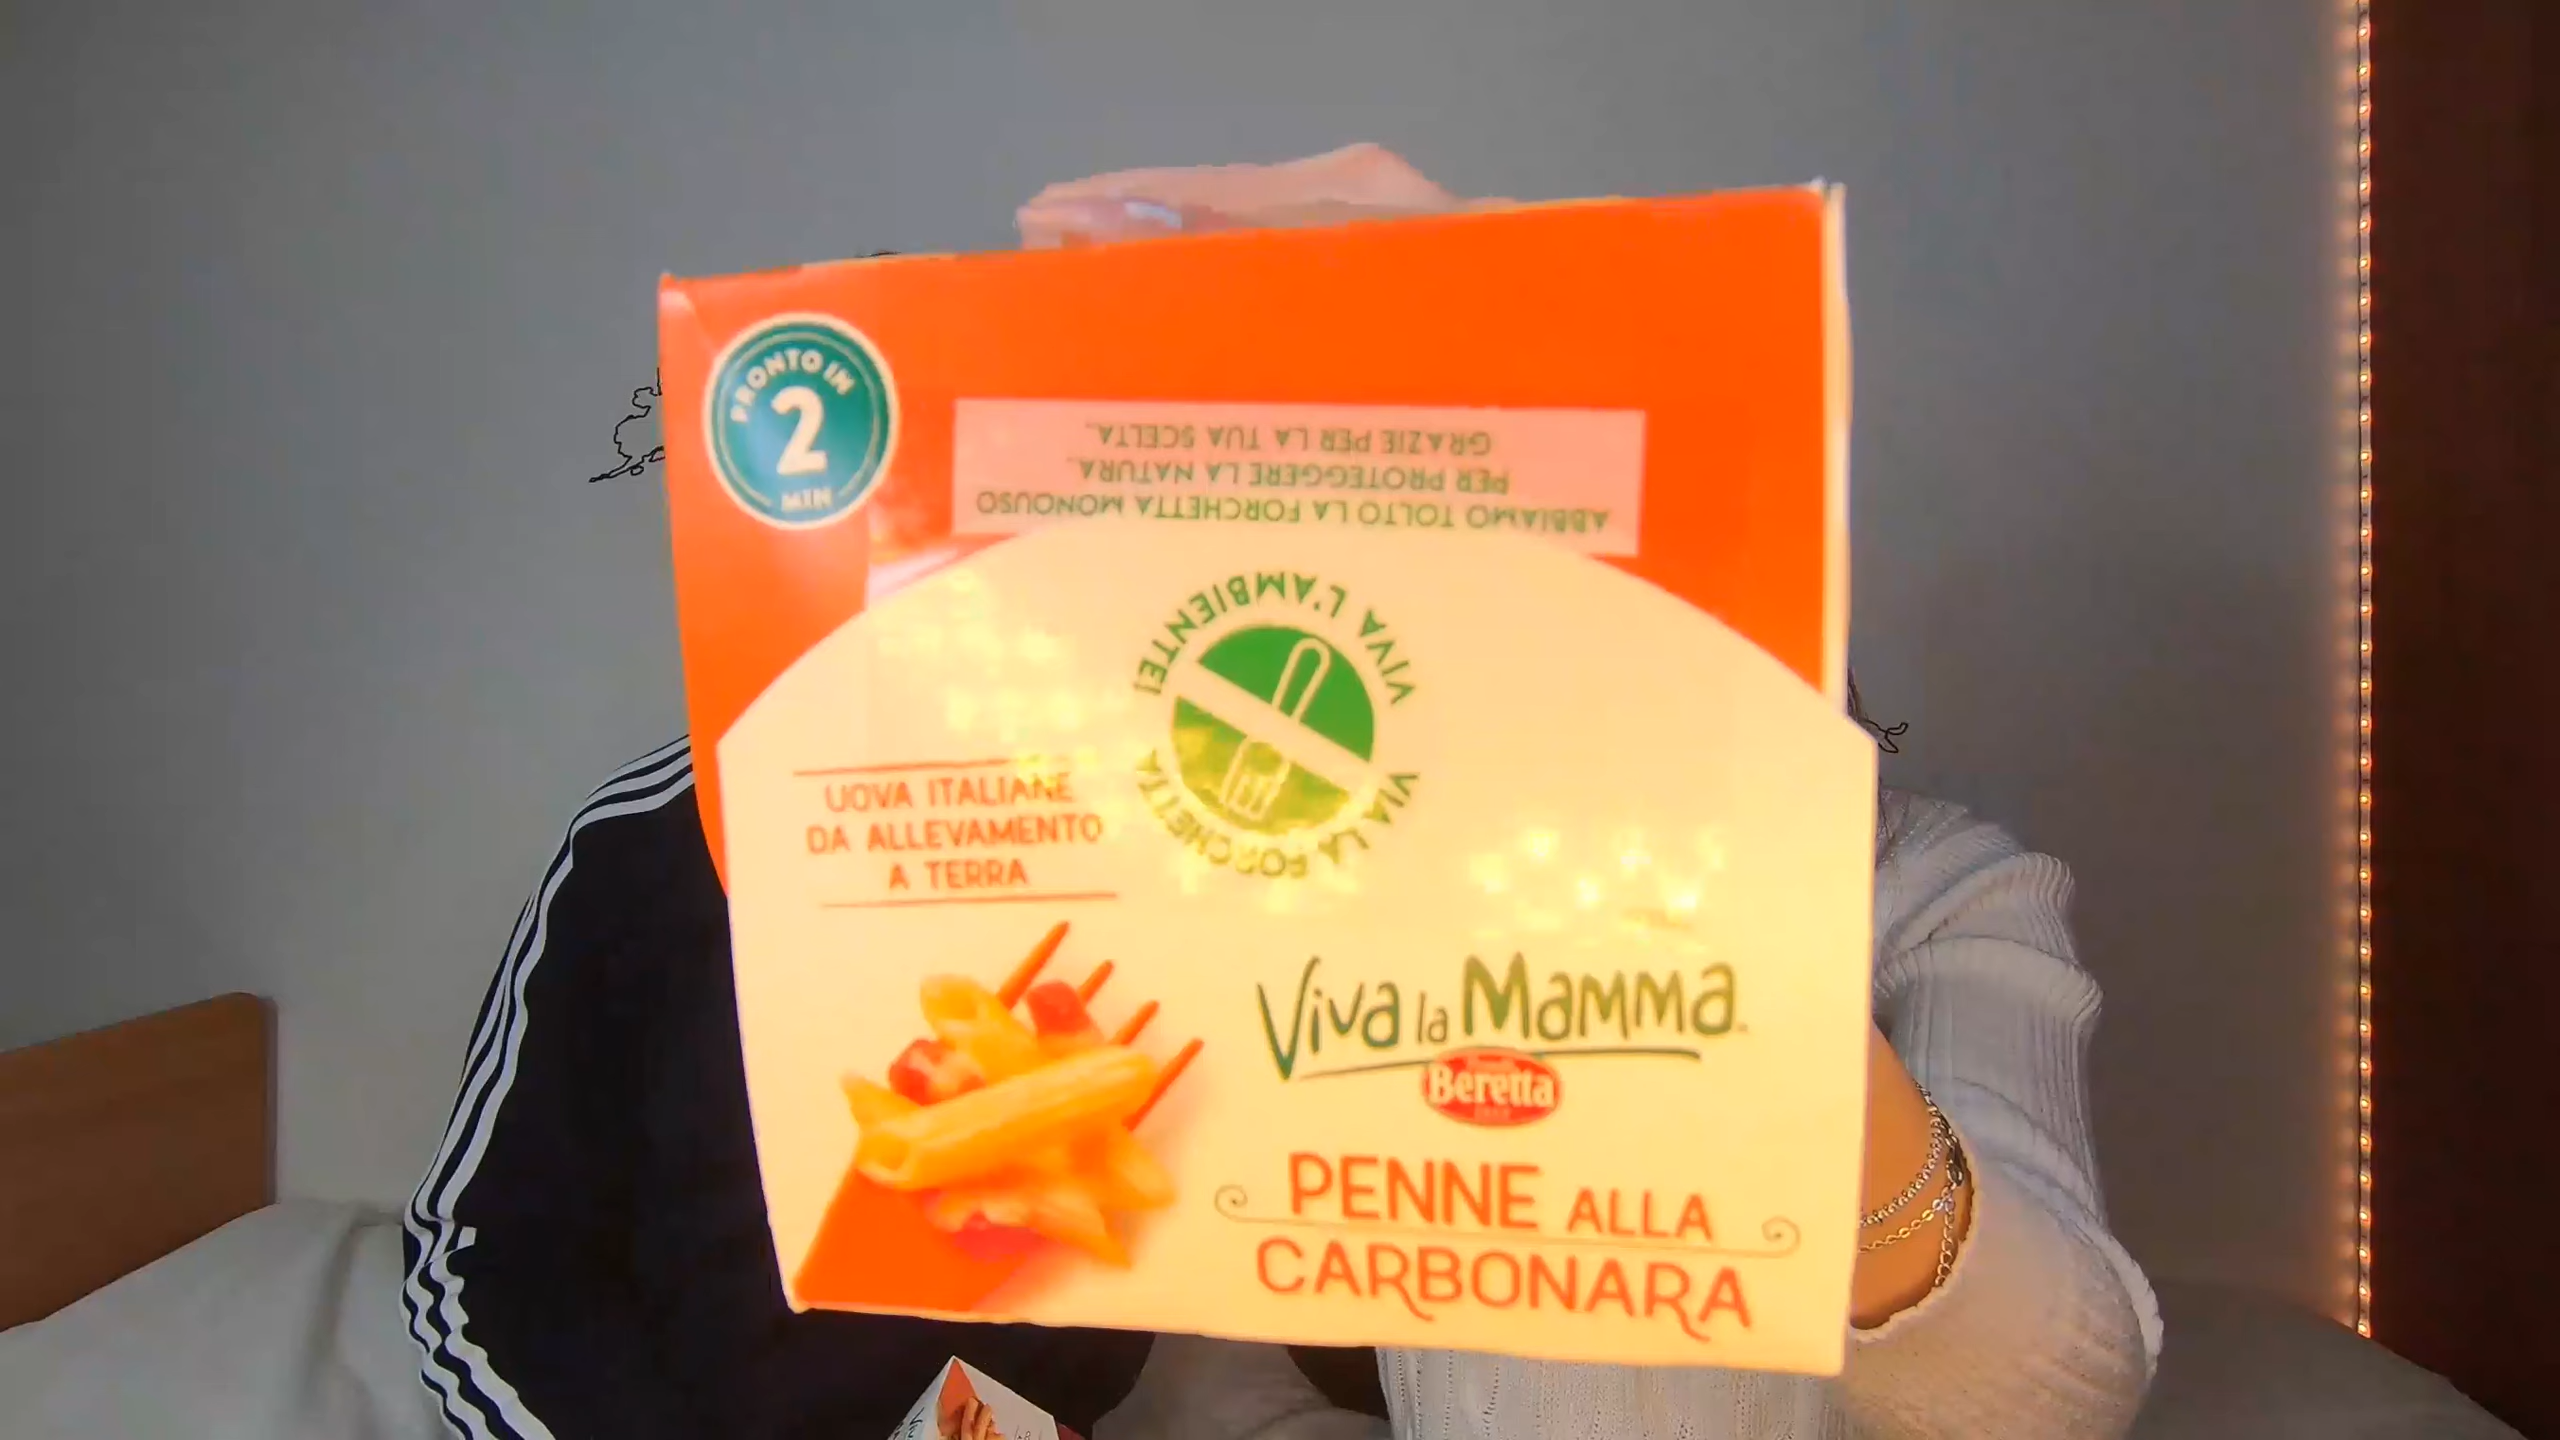 PRONTO IN
2
MIN
ABBIAMO TOLTO LA FORCHETTA MONOUSO
PER PROTEGGERE LA NATURA.
GRAZIE PER LA TUA SCELTA.
VIA LA FORCHETTA
VIVA L'AMBIENTE!
UOVA ITALIANE
DA ALLEVAMENTO
A TERRA
Viva la Mamma
Beretta
PENNE ALLA
CARBONARA